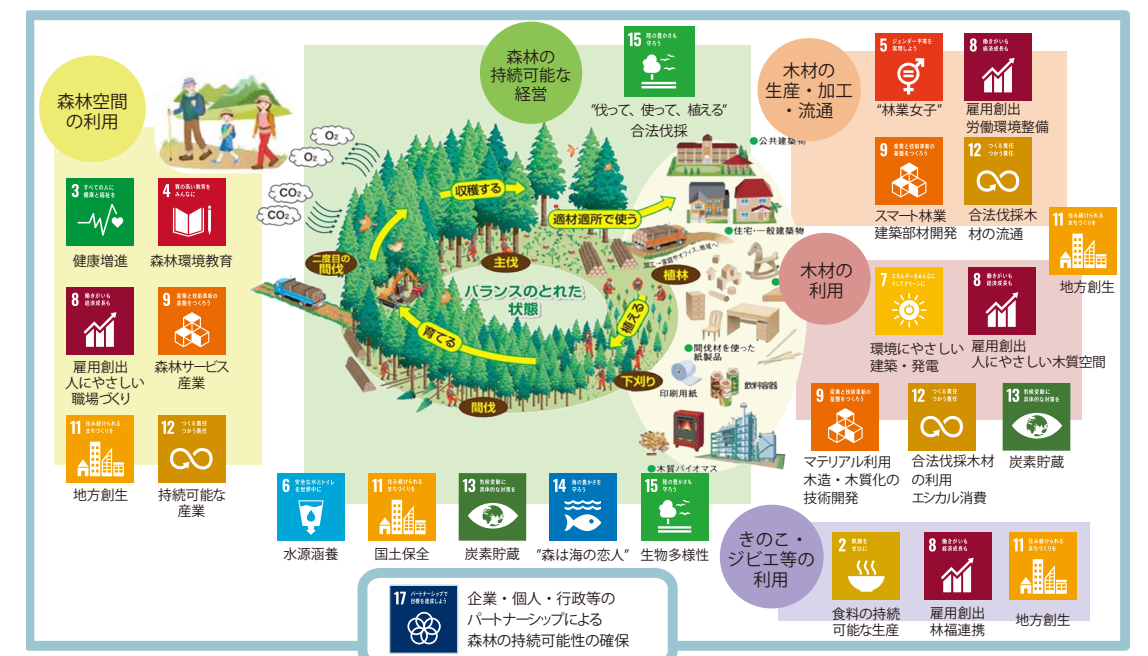 森林空間
の利用
3 すべての人に
健康と福祉を
健康増進
4 質の高い教育を
みんなに
森林環境教育
8 働きがいも
経済成長も
雇用創出
人にやさしい
職場づくり
9 産業と技術革新の
基盤をつくろう
森林サービス
産業
11 住み続けられる
まちづくりを
地方創生
12 つくる責任
つかう責任
持続可能な
産業
森林の
持続可能な
経営
15 陸の豊かさも
守ろう
“伐って、使って、植える”
合法伐採
O₂
O₂
CO₂
CO₂
収穫する
主伐
適材適所で使う
二度目の
間伐
バランスのとれた
状態
植林
植える
育てる
下刈り
間伐
●公共建築物
●住宅・一般建築物
加工→家庭やオフィス、地域へ!
●間伐材を使った
紙製品
印刷用紙
飲料容器
●木質バイオマス
6 安全な水とトイレ
を世界中に
水源涵養
11 住み続けられる
まちづくりを
国土保全
13 気候変動に
具体的な対策を
炭素貯蔵
14 海の豊かさを
守ろう
“森は海の恋人”
15 陸の豊かさも
守ろう
生物多様性
木材の
生産・加工
・流通
5 ジェンダー平等を
実現しよう
“林業女子”
8 働きがいも
経済成長も
雇用創出
労働環境整備
9 産業と技術革新の
基盤をつくろう
スマート林業
建築部材開発
12 つくる責任
つかう責任
合法伐採木
材の流通
11 住み続けられる
まちづくりを
地方創生
木材の
利用
7 エネルギーをみんなに
そしてクリーンに
環境にやさしい
建築・発電
8 働きがいも
経済成長も
雇用創出
人にやさしい木質空間
9 産業と技術革新の
基盤をつくろう
マテリアル利用
木造・木質化の
技術開発
12 つくる責任
つかう責任
合法伐採木材
の利用
エシカル消費
13 気候変動に
具体的な対策を
炭素貯蔵
きのこ・
ジビエ等の
利用
2 飢餓を
ゼロに
食料の持続
可能な生産
8 働きがいも
経済成長も
雇用創出
林福連携
11 住み続けられる
まちづくりを
地方創生
17 パートナーシップで
目標を達成しよう
企業・個人・行政等の
パートナーシップによる
森林の持続可能性の確保